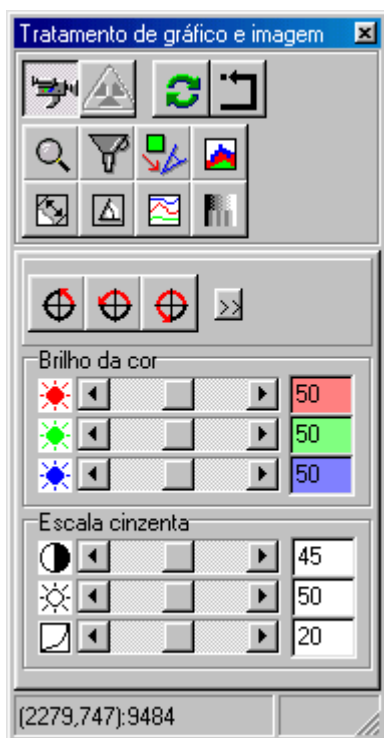 Tratamento de gráfico e imagem
>>
Brilho da cor
50
50
50
Escala cinzenta
45
50
20
(2279,747):9484